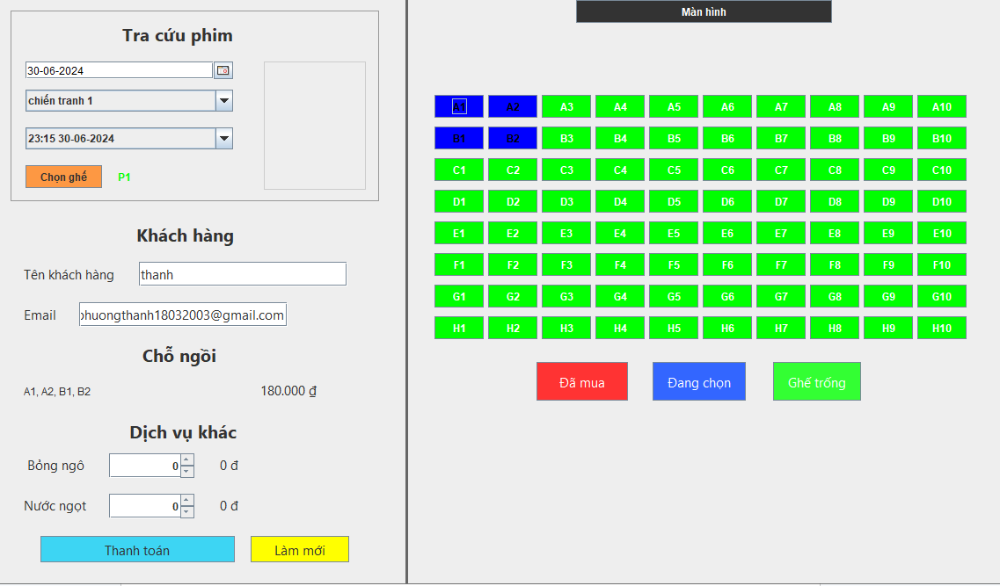 Tra cứu phim
30-06-2024
chiến tranh 1
23:15 30-06-2024
Chọn ghế P1
Khách hàng
Tên khách hàng thanh
Email phuongthanh18032003@gmail.com
Chỗ ngồi
A1, A2, B1, B2 180.000 ₫
Dịch vụ khác
Bỏng ngô 0 0 đ
Nước ngọt 0 0 đ
Thanh toán Làm mới
Màn hình
A1 A2 A3 A4 A5 A6 A7 A8 A9 A10
B1 B2 B3 B4 B5 B6 B7 B8 B9 B10
C1 C2 C3 C4 C5 C6 C7 C8 C9 C10
D1 D2 D3 D4 D5 D6 D7 D8 D9 D10
E1 E2 E3 E4 E5 E6 E7 E8 E9 E10
F1 F2 F3 F4 F5 F6 F7 F8 F9 F10
G1 G2 G3 G4 G5 G6 G7 G8 G9 G10
H1 H2 H3 H4 H5 H6 H7 H8 H9 H10
Đã mua Đang chọn Ghế trống